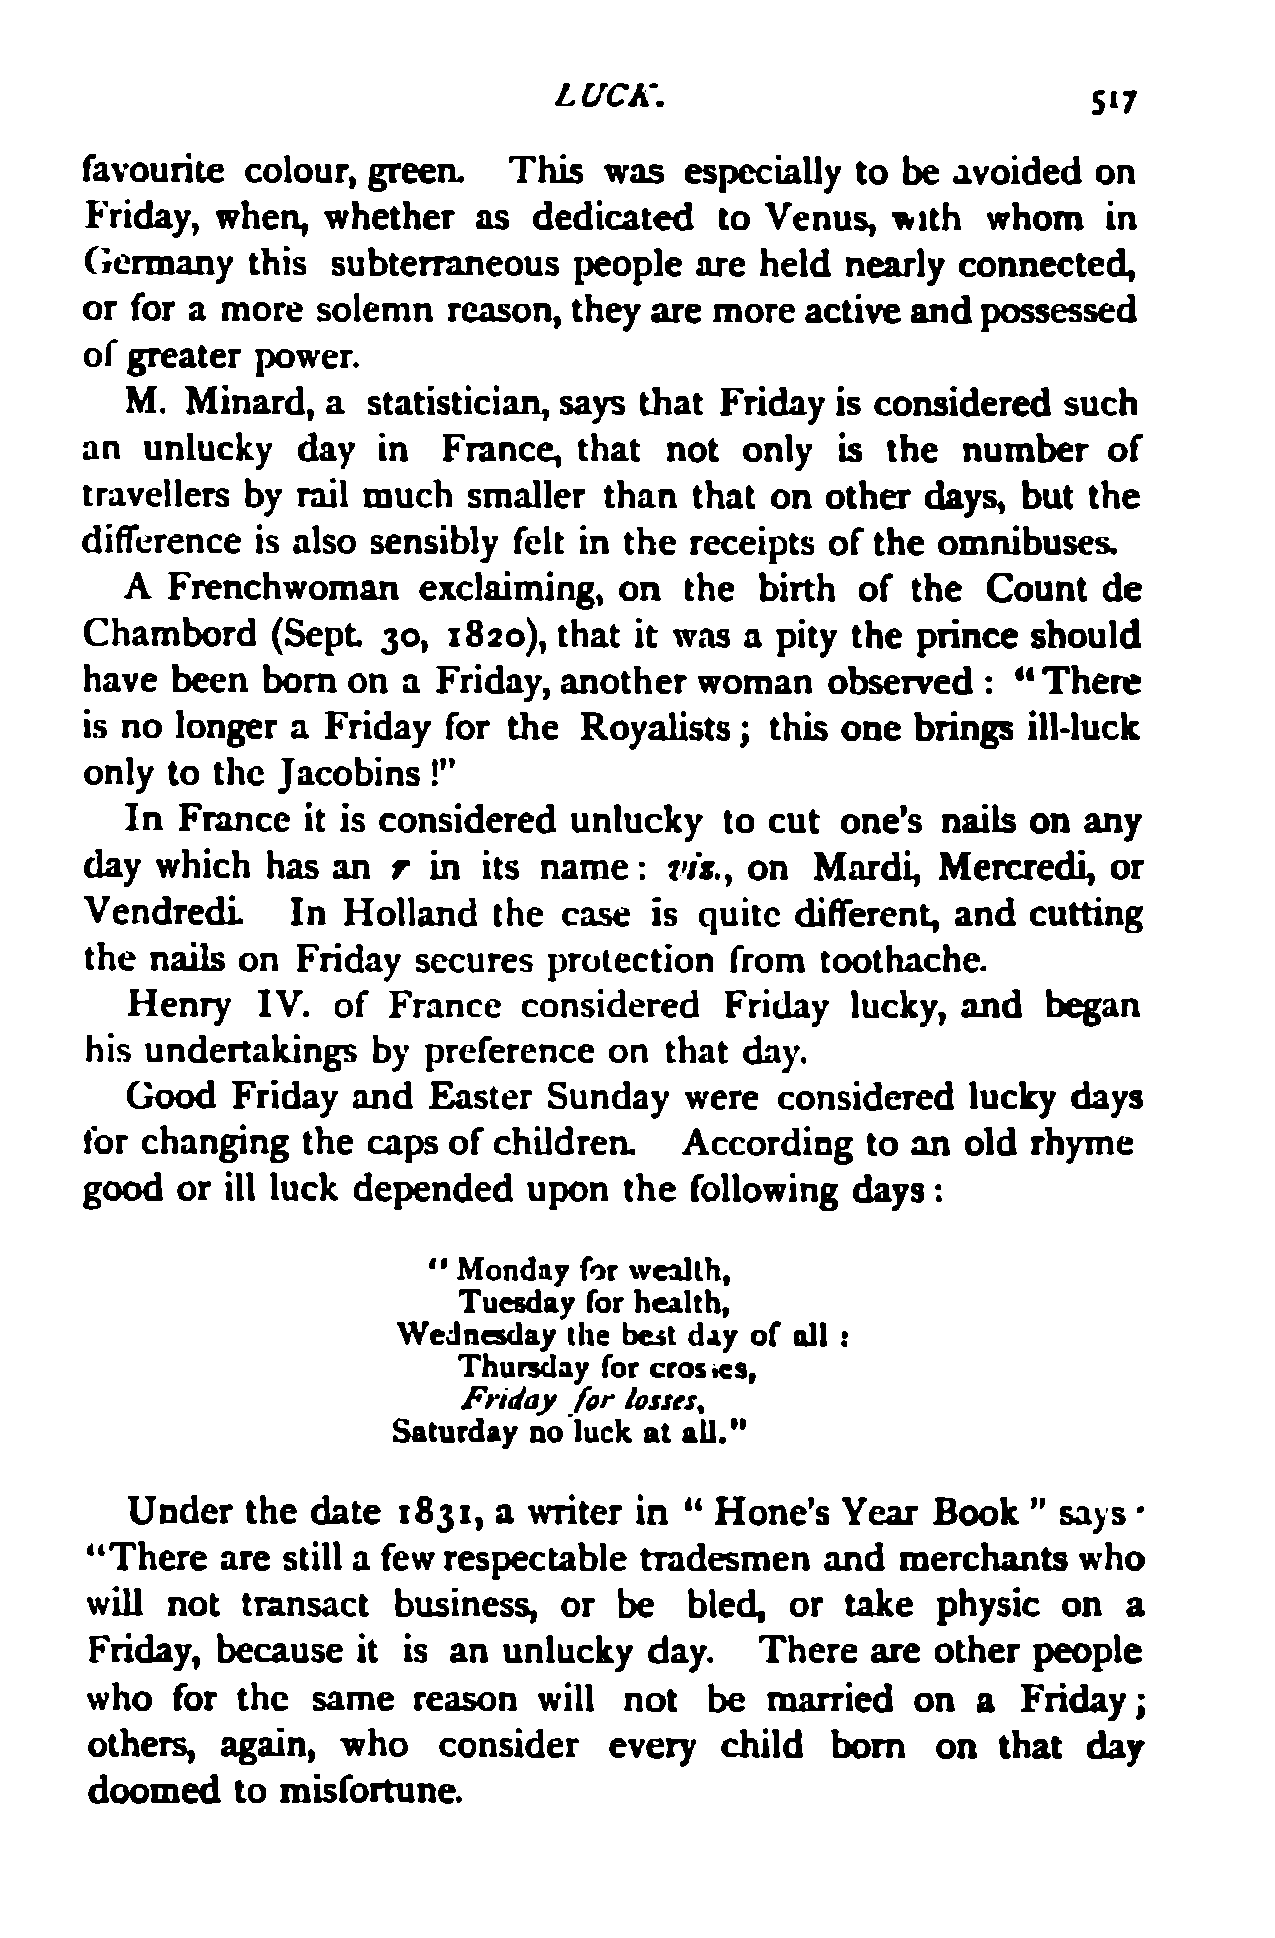 LUCK. 517
favourite colour, green. This was especially to be avoided on
Friday, when, whether as dedicated to Venus, with whom in
Germany this subterraneous people are held nearly connected,
or for a more solemn reason, they are more active and possessed
of greater power.
M. Minard, a statistician, says that Friday is considered such
an unlucky day in France, that not only is the number of
travellers by rail much smaller than that on other days, but the
difference is also sensibly felt in the receipts of the omnibuses.
A Frenchwoman exclaiming, on the birth of the Count de
Chambord (Sept. 30, 1820), that it was a pity the prince should
have been born on a Friday, another woman observed : "There
is no longer a Friday for the Royalists ; this one brings ill-luck
only to the Jacobins !"
In France it is considered unlucky to cut one's nails on any
day which has an r in its name : viz., on Mardi, Mercredi, or
Vendredi. In Holland the case is quite different, and cutting
the nails on Friday secures protection from toothache.
Henry IV. of France considered Friday lucky, and began
his undertakings by preference on that day.
Good Friday and Easter Sunday were considered lucky days
for changing the caps of children. According to an old rhyme
good or ill luck depended upon the following days :
" Monday for wealth,
Tuesday for health,
Wednesday the best day of all :
Thursday for crosses,
Friday for losses,
Saturday no luck at all."
Under the date 1831, a writer in " Hone's Year Book " says ·
"There are still a few respectable tradesmen and merchants who
will not transact business, or be bled, or take physic on a
Friday, because it is an unlucky day. There are other people
who for the same reason will not be married on a Friday ;
others, again, who consider every child born on that day
doomed to misfortune.